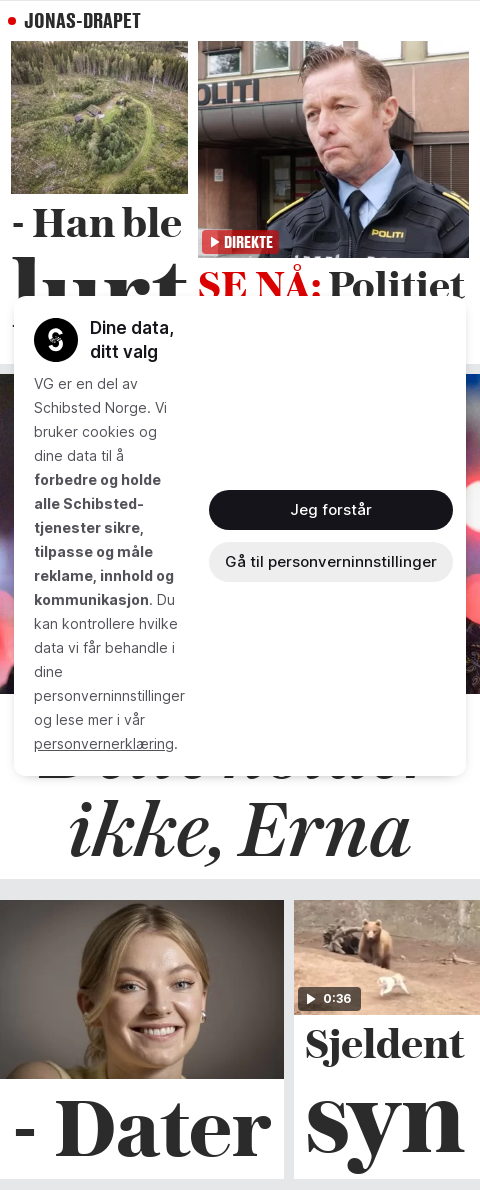 JONAS-DRAPET
POLITI
POLITI
DIREKTE
- Han ble
lurt
SE NÅ: Politiet
Dine data,
ditt valg
VG er en del av
Schibsted Norge. Vi
bruker cookies og
dine data til å
forbedre og holde
alle Schibsted-
tjenester sikre,
tilpasse og måle
reklame, innhold og
kommunikasjon. Du
kan kontrollere hvilke
data vi får behandle i
dine
personverninnstillinger
og lese mer i vår
personvernerklæring.
Jeg forstår
Gå til personverninnstillinger
ikke, Erna
0:36
- Dater
Sjeldent
syn